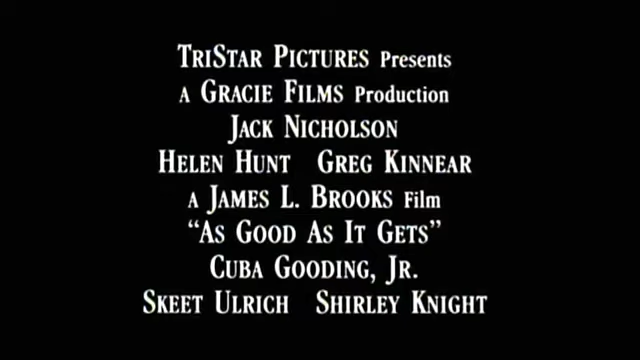 TriStar Pictures Presents
A Gracie Films Production
Jack Nicholson
Helen Hunt Greg Kinnear
A James L. Brooks Film
“As Good As It Gets”
Cuba Gooding, Jr.
Skeet Ulrich Shirley Knight